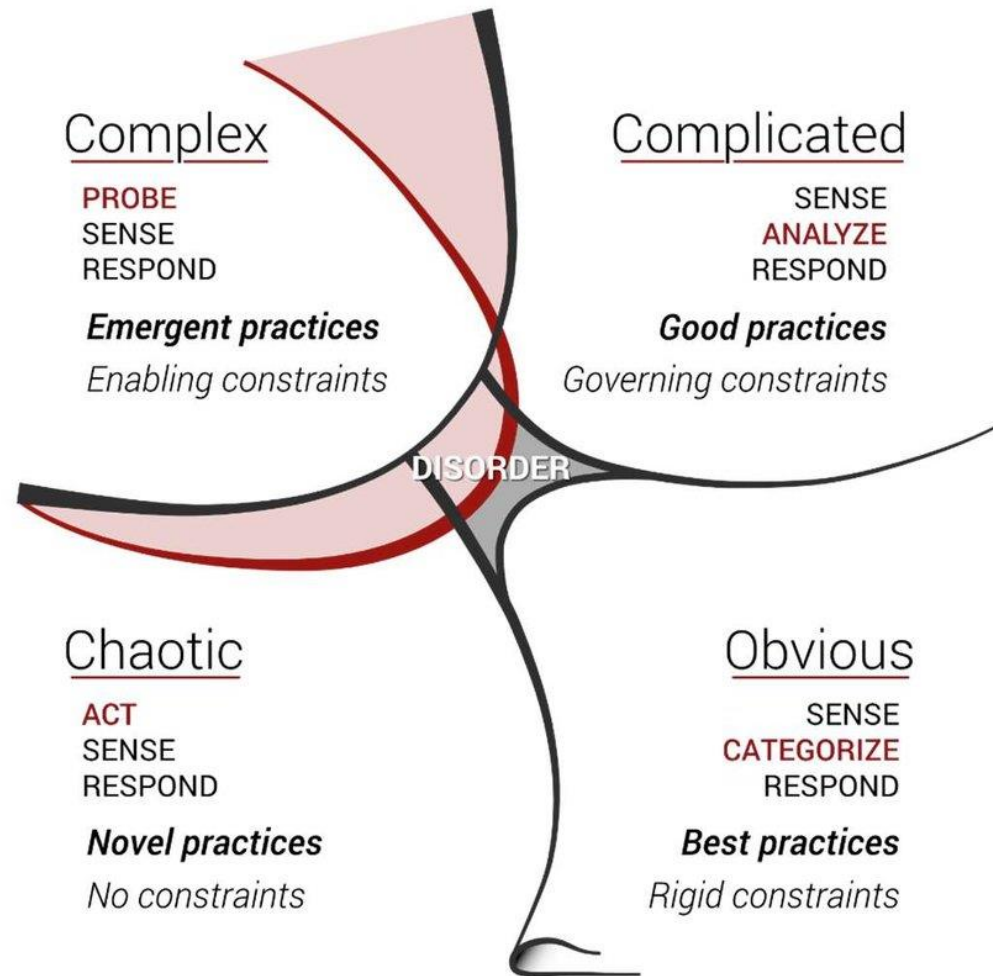 Complex
PROBE
SENSE
RESPOND
Emergent practices
Enabling constraints
Complicated
SENSE
ANALYZE
RESPOND
Good practices
Governing constraints
DISORDER
Chaotic
ACT
SENSE
RESPOND
Novel practices
No constraints
Obvious
SENSE
CATEGORIZE
RESPOND
Best practices
Rigid constraints